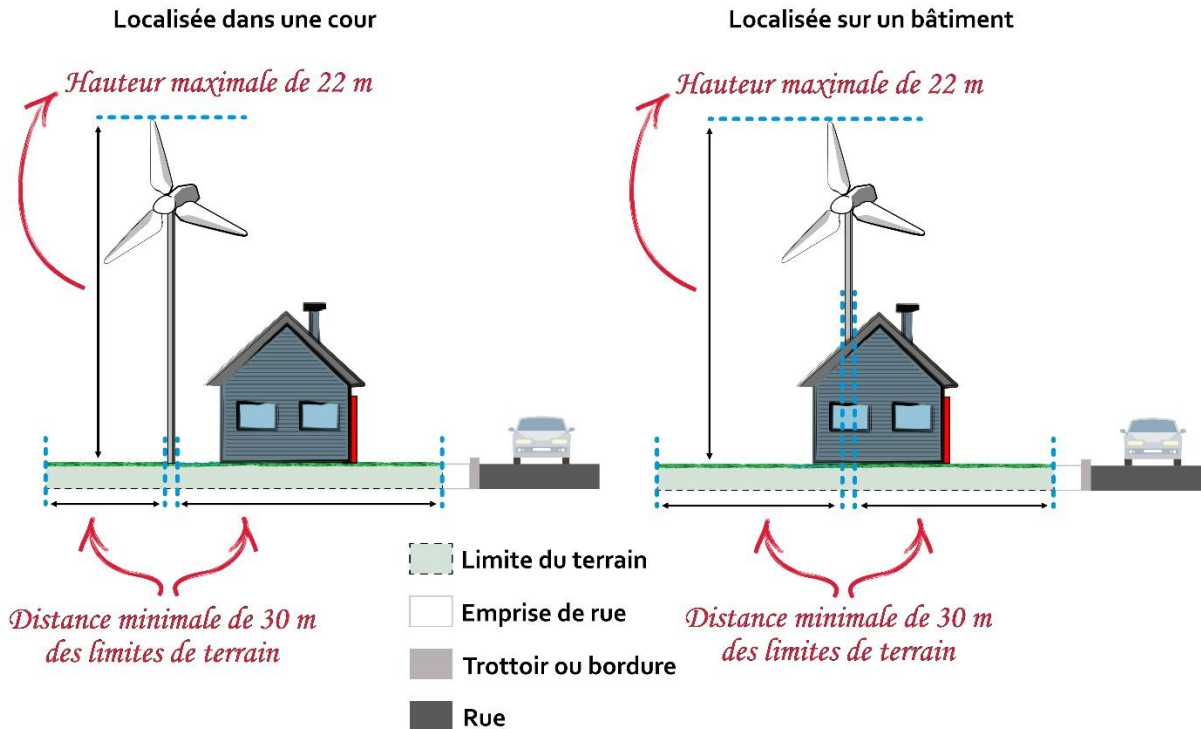 Localisée dans une cour
Hauteur maximale de 22 m
Distance minimale de 30 m
des limites de terrain
Localisée sur un bâtiment
Hauteur maximale de 22 m
Distance minimale de 30 m
des limites de terrain
Limite du terrain
Emprise de rue
Trottoir ou bordure
Rue